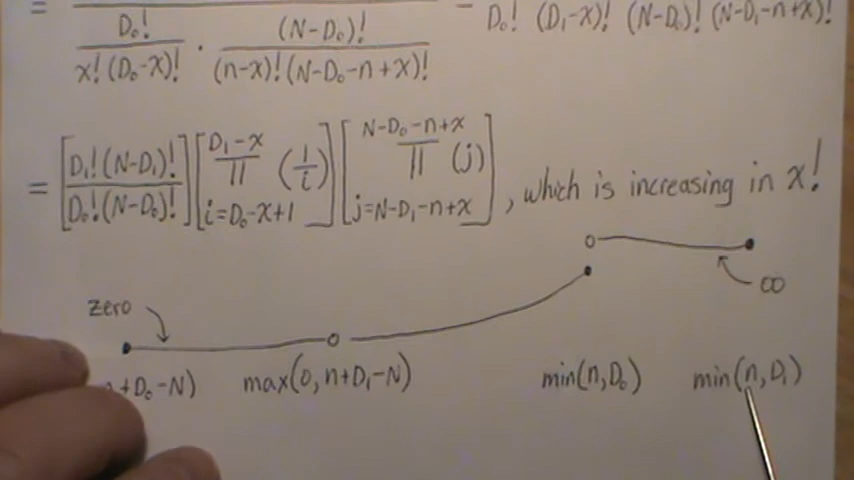 = D₀! / x!(D₀-x)! · (N-D₀)! / (n-x)!(N-D₀-n+x)! - D₀! (D₁-x)! (N-D₀)! (N-D₁-n+x)!
= [D₁!(N-D₁)! / D₀!(N-D₀)!] [D₁-x ∏ i=D₀-x+1 (1/i)] [N-D₀-n+x ∏ j=N-D₁-n+x (j)], which is increasing in x!
zero
∞
+D₀-N) max(0, n+D₁-N) min(n,D₀) min(n,D₁)